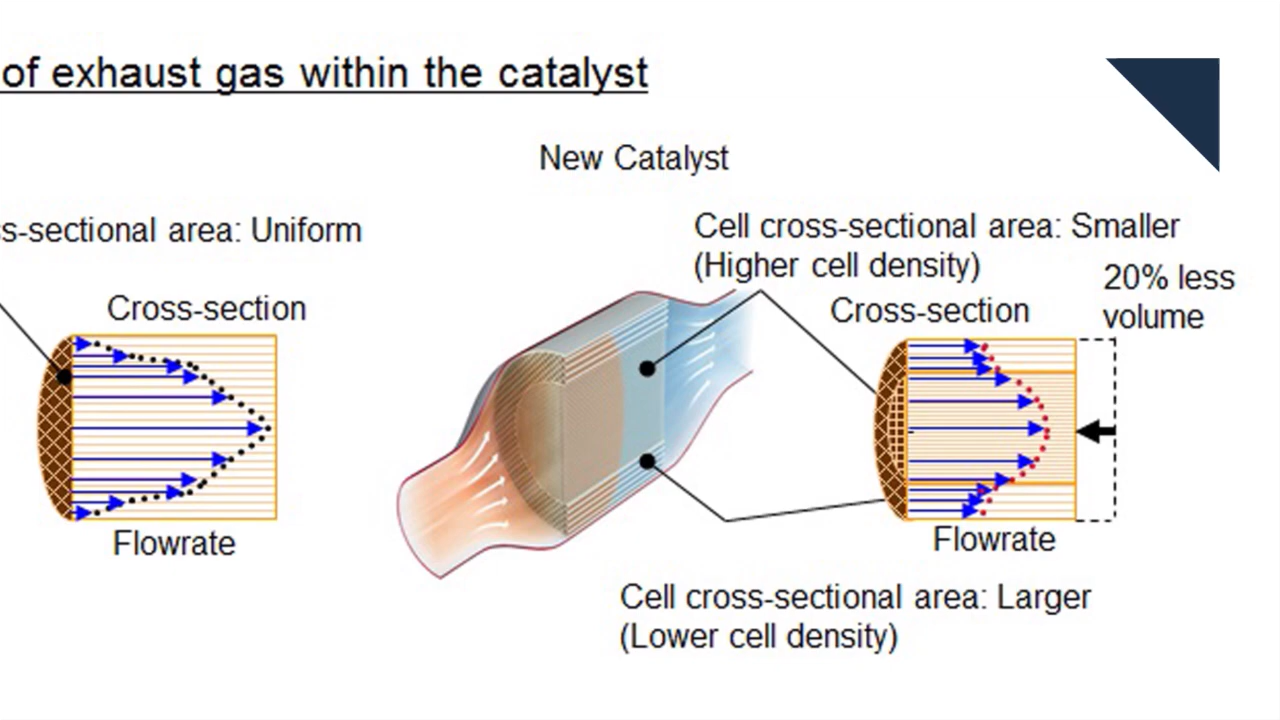 of exhaust gas within the catalyst
New Catalyst
s-sectional area: Uniform
Cross-section
Flowrate
Cell cross-sectional area: Smaller
(Higher cell density)
Cross-section
20% less
volume
Flowrate
Cell cross-sectional area: Larger
(Lower cell density)